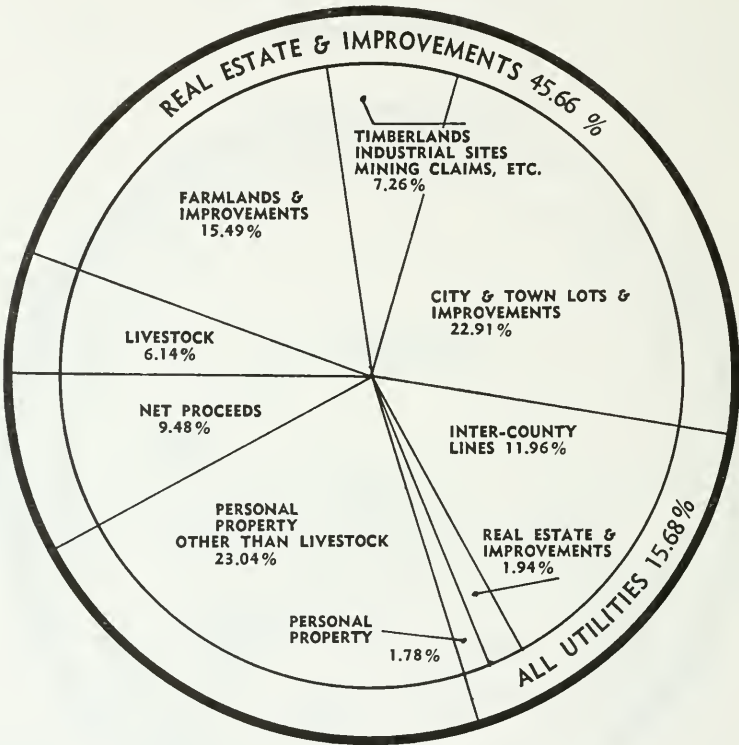 REAL ESTATE & IMPROVEMENTS 45.66 %
TIMBERLANDS
INDUSTRIAL SITES
MINING CLAIMS, ETC.
7.26%
FARMLANDS &
IMPROVEMENTS
15.49%
CITY & TOWN LOTS &
IMPROVEMENTS
22.91%
LIVESTOCK
6.14%
NET PROCEEDS
9.48%
INTER-COUNTY
LINES 11.96%
PERSONAL
PROPERTY
OTHER THAN LIVESTOCK
23.04%
REAL ESTATE &
IMPROVEMENTS
1.94%
PERSONAL
PROPERTY
1.78%
ALL UTILITIES 15.68%